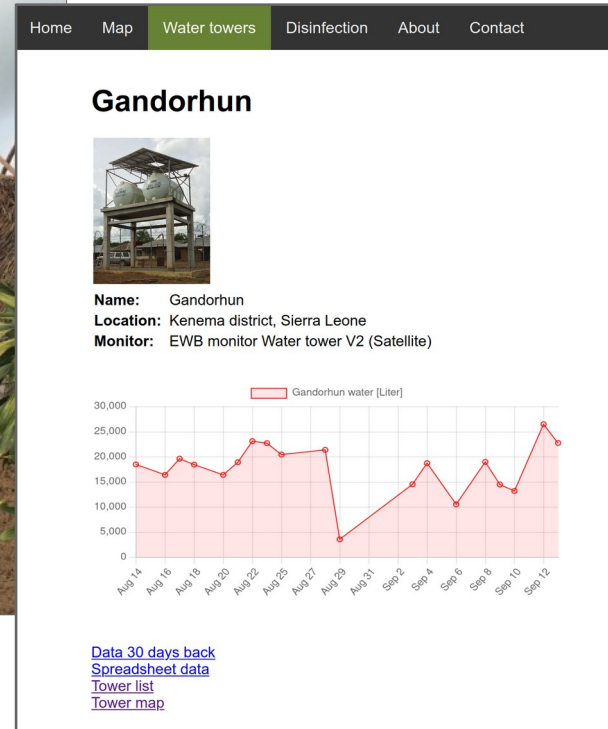 Home Map Water towers Disinfection About Contact
Gandorhun
Name: Gandorhun
Location: Kenema district, Sierra Leone
Monitor: EWB monitor Water tower V2 (Satellite)
Gandorhun water [Liter]
30,000
25,000
20,000
15,000
10,000
5,000
0
Aug 14 Aug 16 Aug 18 Aug 20 Aug 22 Aug 25 Aug 27 Aug 29 Aug 31 Sep 2 Sep 4 Sep 6 Sep 8 Sep 10 Sep 12
Data 30 days back
Spreadsheet data
Tower list
Tower map